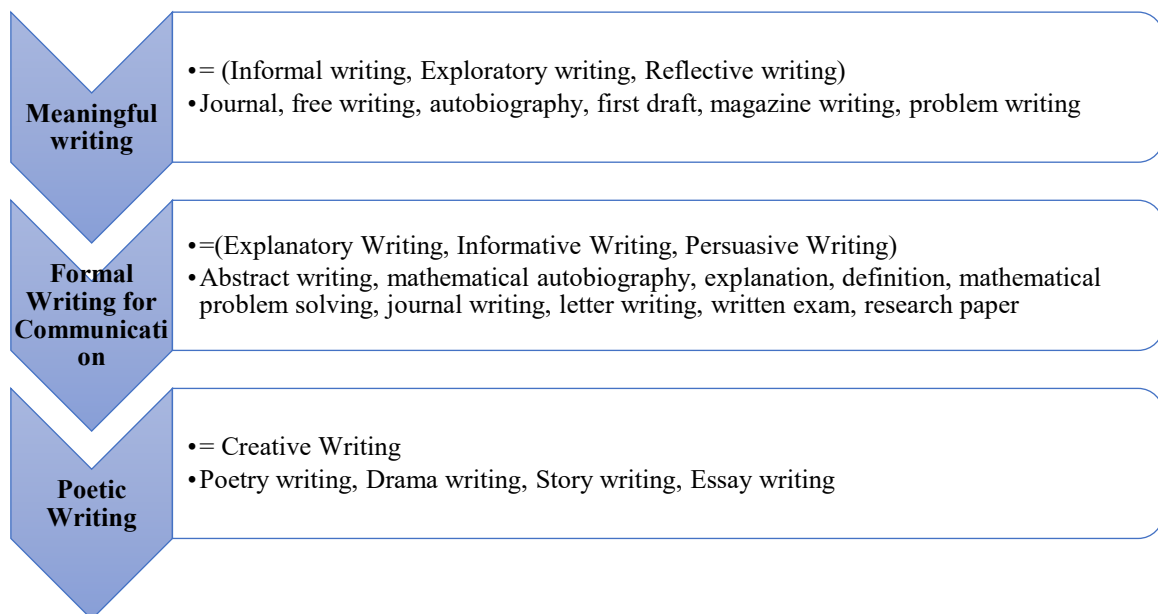 Meaningful
writing
•= (Informal writing, Exploratory writing, Reflective writing)
•Journal, free writing, autobiography, first draft, magazine writing, problem writing
Formal
Writing for
Communicati
on
•=(Explanatory Writing, Informative Writing, Persuasive Writing)
•Abstract writing, mathematical autobiography, explanation, definition, mathematical
problem solving, journal writing, letter writing, written exam, research paper
Poetic
Writing
•= Creative Writing
•Poetry writing, Drama writing, Story writing, Essay writing